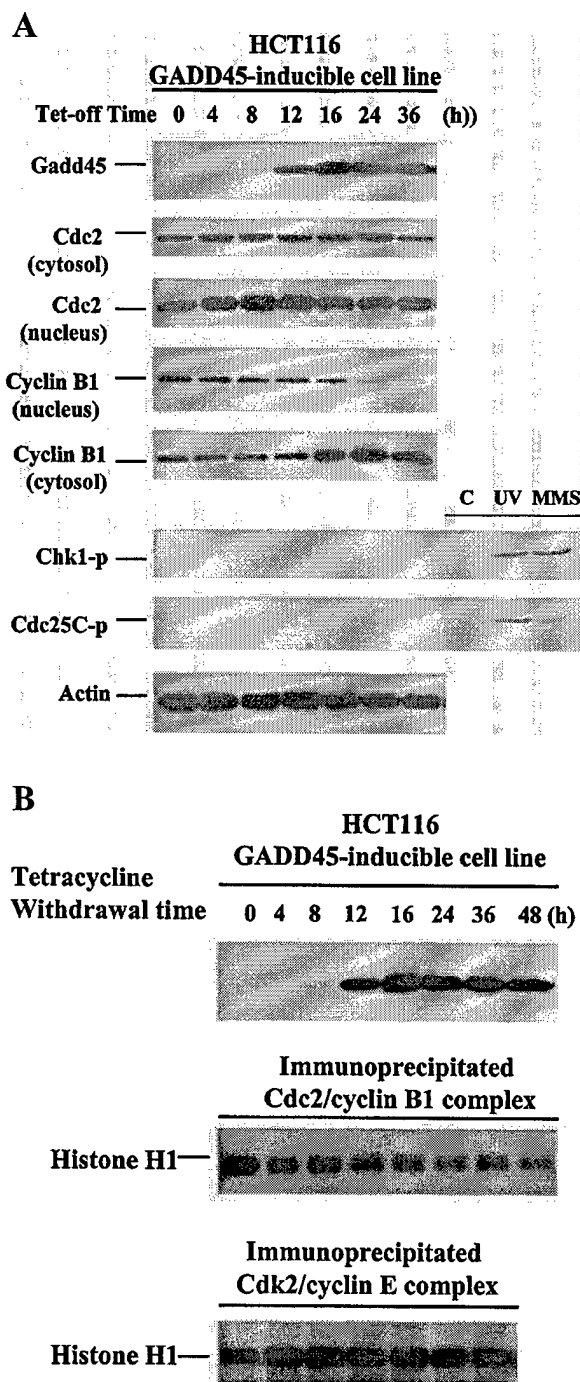 A
HCT116
GADD45-inducible cell line
Tet-off Time 0 4 8 12 16 24 36 (h))
Gadd45
Cdc2
(cytosol)
Cdc2
(nucleus)
Cyclin B1
(nucleus)
Cyclin B1
(cytosol)
C UV MMS
Chk1-p
Cdc25C-p
Actin
B
HCT116
GADD45-inducible cell line
Tetracycline
Withdrawal time 0 4 8 12 16 24 36 48 (h)
Immunoprecipitated
Cdc2/cyclin B1 complex
Histone H1
Immunoprecipitated
Cdk2/cyclin E complex
Histone H1